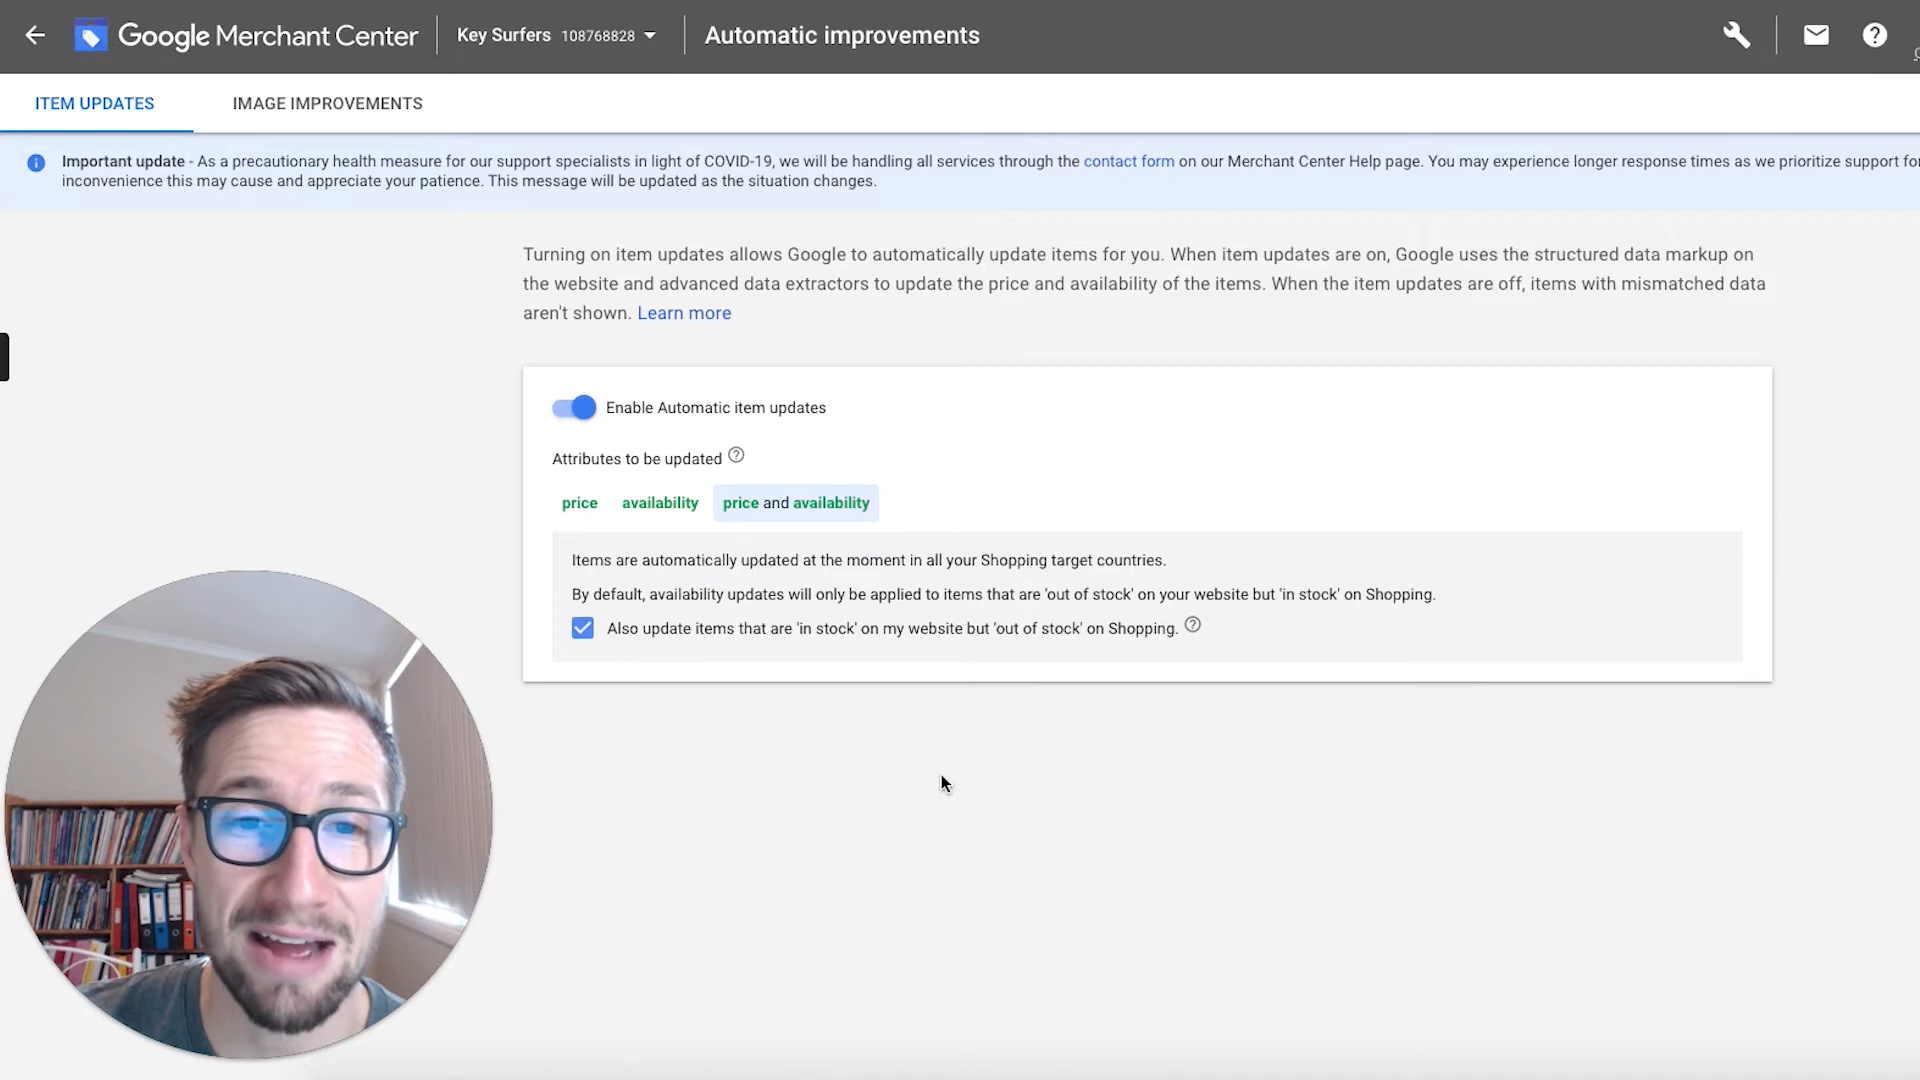 Google Merchant Center
Key Surfers 108768828
Automatic improvements
ITEM UPDATES
IMAGE IMPROVEMENTS
Important update - As a precautionary health measure for our support specialists in light of COVID-19, we will be handling all services through the contact form on our Merchant Center Help page. You may experience longer response times as we prioritize support for
inconvenience this may cause and appreciate your patience. This message will be updated as the situation changes.
Turning on item updates allows Google to automatically update items for you. When item updates are on, Google uses the structured data markup on
the website and advanced data extractors to update the price and availability of the items. When the item updates are off, items with mismatched data
aren't shown. Learn more
Enable Automatic item updates
Attributes to be updated
price availability price and availability
Items are automatically updated at the moment in all your Shopping target countries.
By default, availability updates will only be applied to items that are 'out of stock' on your website but 'in stock' on Shopping.
Also update items that are 'in stock' on my website but 'out of stock' on Shopping.